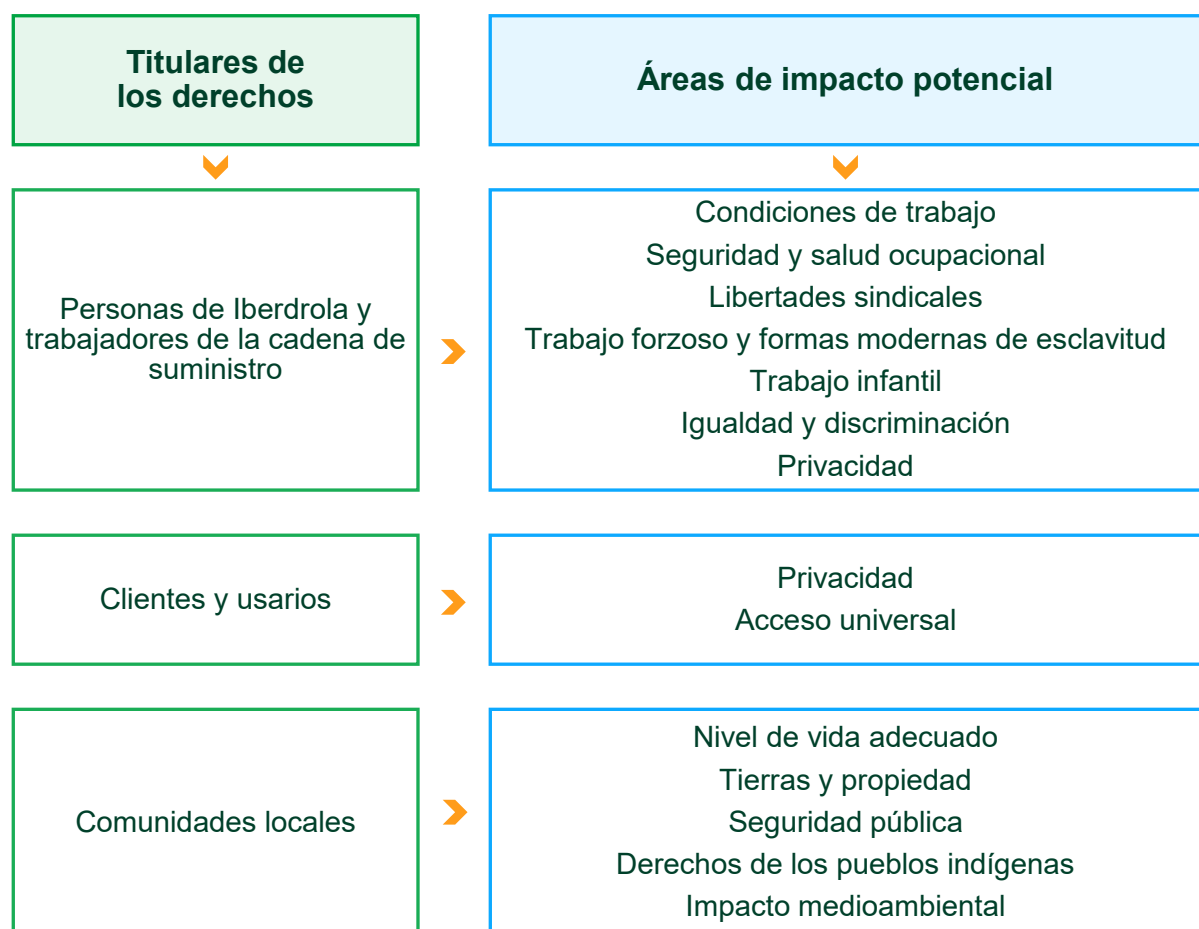 Titulares de
los derechos
Áreas de impacto potencial
Personas de Iberdrola y
trabajadores de la cadena de
suministro
Condiciones de trabajo
Seguridad y salud ocupacional
Libertades sindicales
Trabajo forzoso y formas modernas de esclavitud
Trabajo infantil
Igualdad y discriminación
Privacidad
Clientes y usarios
Privacidad
Acceso universal
Comunidades locales
Nivel de vida adecuado
Tierras y propiedad
Seguridad pública
Derechos de los pueblos indígenas
Impacto medioambiental